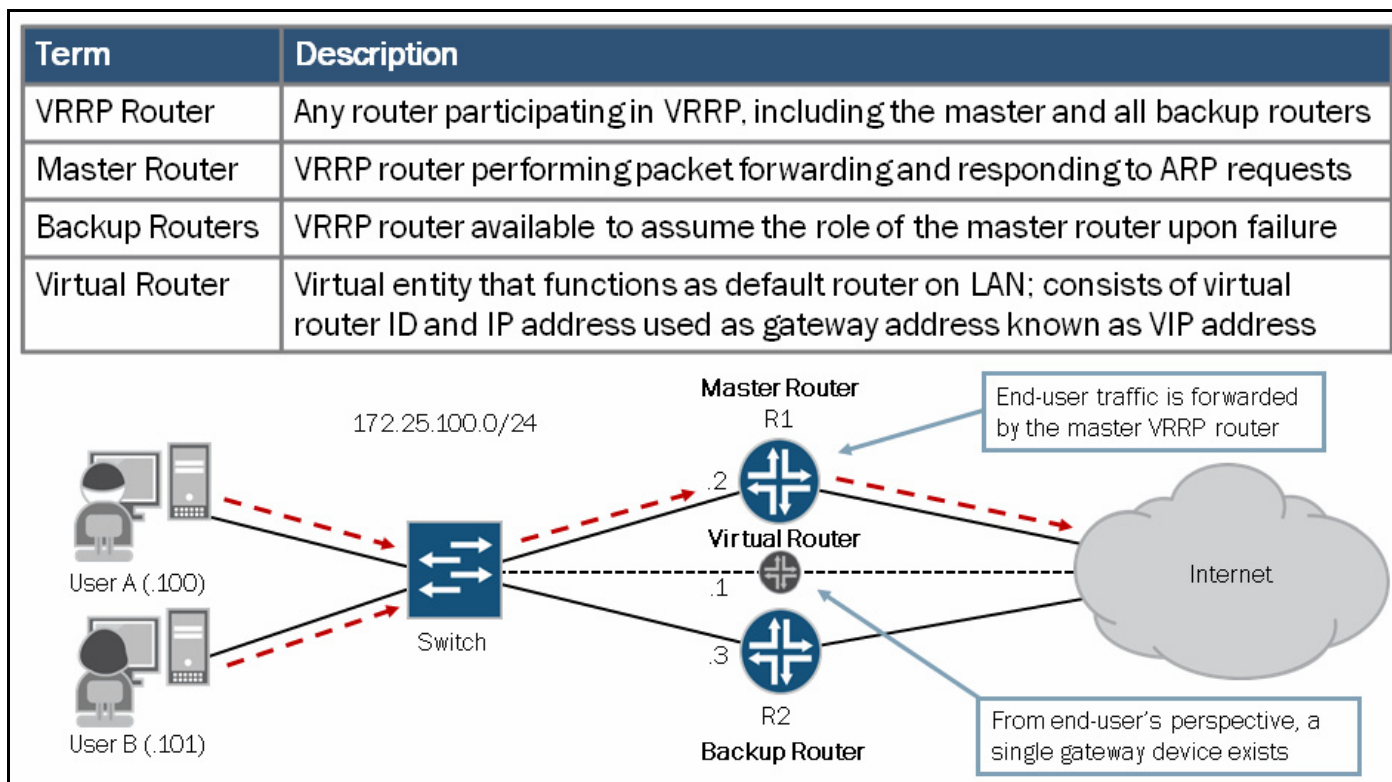 Term Description
VRRP Router Any router participating in VRRP, including the master and all backup routers
Master Router VRRP router performing packet forwarding and responding to ARP requests
Backup Routers VRRP router available to assume the role of the master router upon failure
Virtual Router Virtual entity that functions as default router on LAN; consists of virtual
router ID and IP address used as gateway address known as VIP address
172.25.100.0/24
Master Router
R1
End-user traffic is forwarded
by the master VRRP router
.2
Virtual Router
User A (.100)
.1
Internet
Switch
.3
User B (.101)
R2
Backup Router
From end-user's perspective, a
single gateway device exists